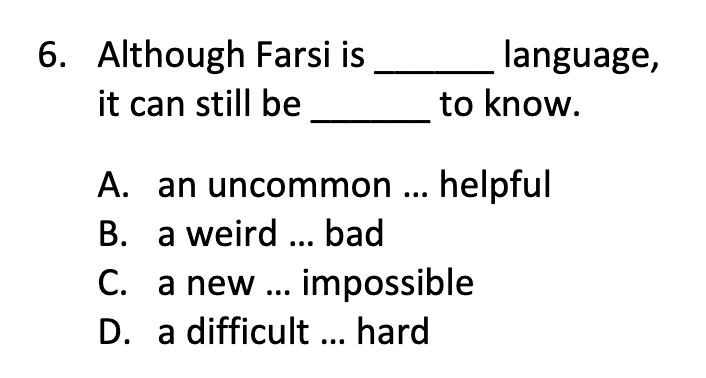 6. Although Farsi is ______ language,
it can still be ______ to know.
A. an uncommon ... helpful
B. a weird ... bad
C. a new ... impossible
D. a difficult ... hard